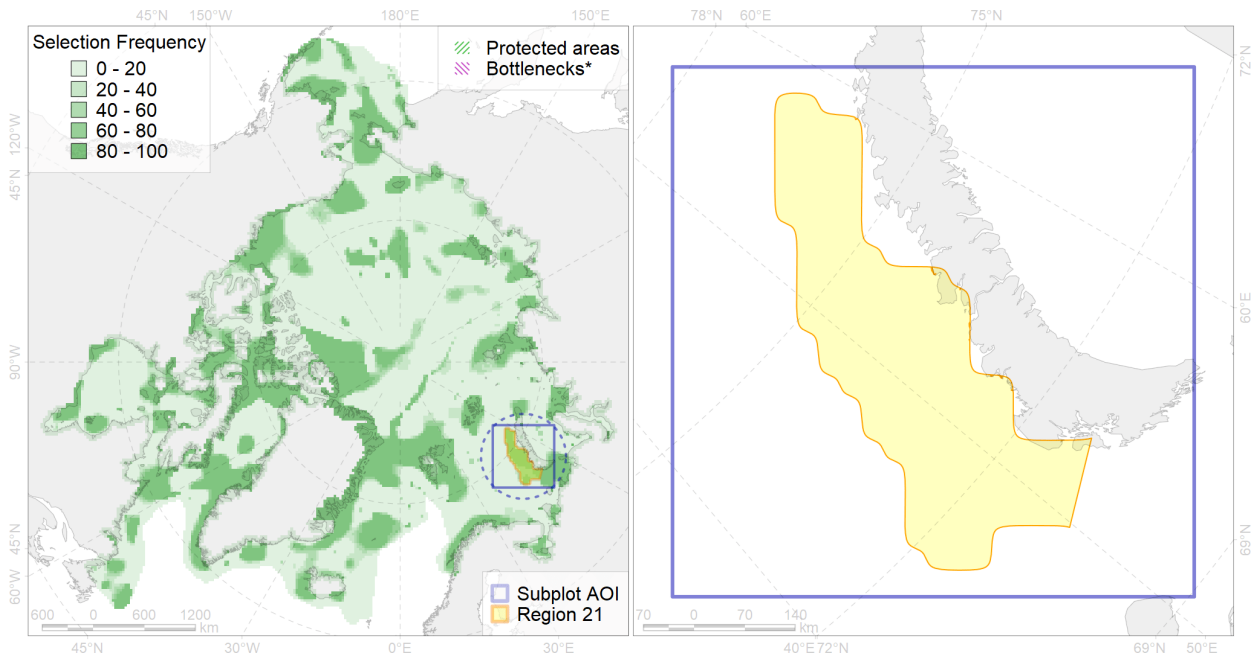 45°N 150°W 180°E 150°E 78°N 60°E 75°N
Selection Frequency
0 - 20
20 - 40
40 - 60
60 - 80
80 - 100
Protected areas
Bottlenecks*
72°N
120°W
45°N
60°E
90°W
69°N
45°N
60°W
Subplot AOI
Region 21
600 0 600 1200
km
70 0 70 140
km
45°N 30°W 0°E 30°E 40°E 72°N 69°N 50°E